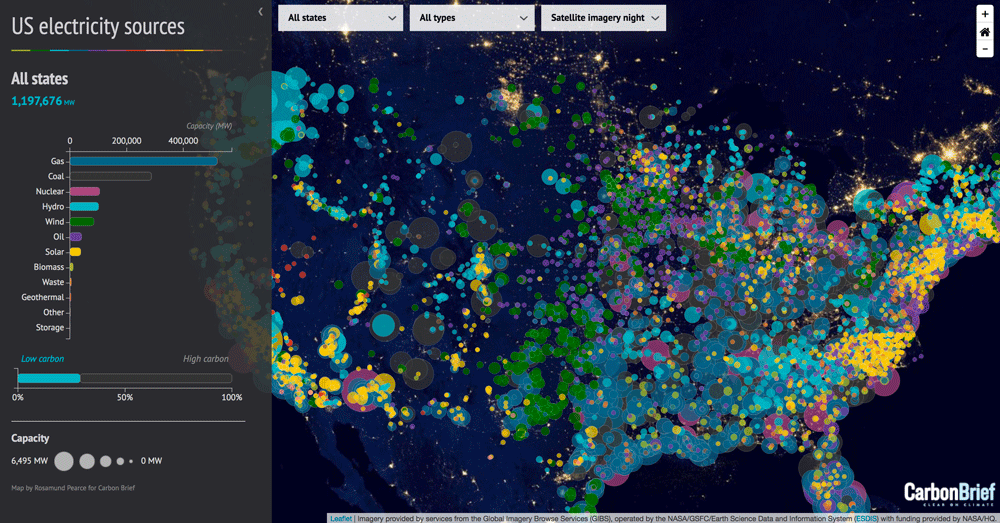 US electricity sources
All states
1,197,676 MW
Capacity (MW)
0 200,000 400,000
Gas
Coal
Nuclear
Hydro
Wind
Oil
Solar
Biomass
Waste
Geothermal
Other
Storage
Low carbon High carbon
0% 50% 100%
Capacity
6,495 MW 0 MW
Map by Rosamund Pearce for Carbon Brief
All states All types Satellite imagery night
+
-
CarbonBrief
CLEAR ON CLIMATE
Leaflet | Imagery provided by services from the Global Imagery Browse Services (GIBS), operated by the NASA/GSFC/Earth Science Data and Information System (ESDIS) with funding provided by NASA/HQ.